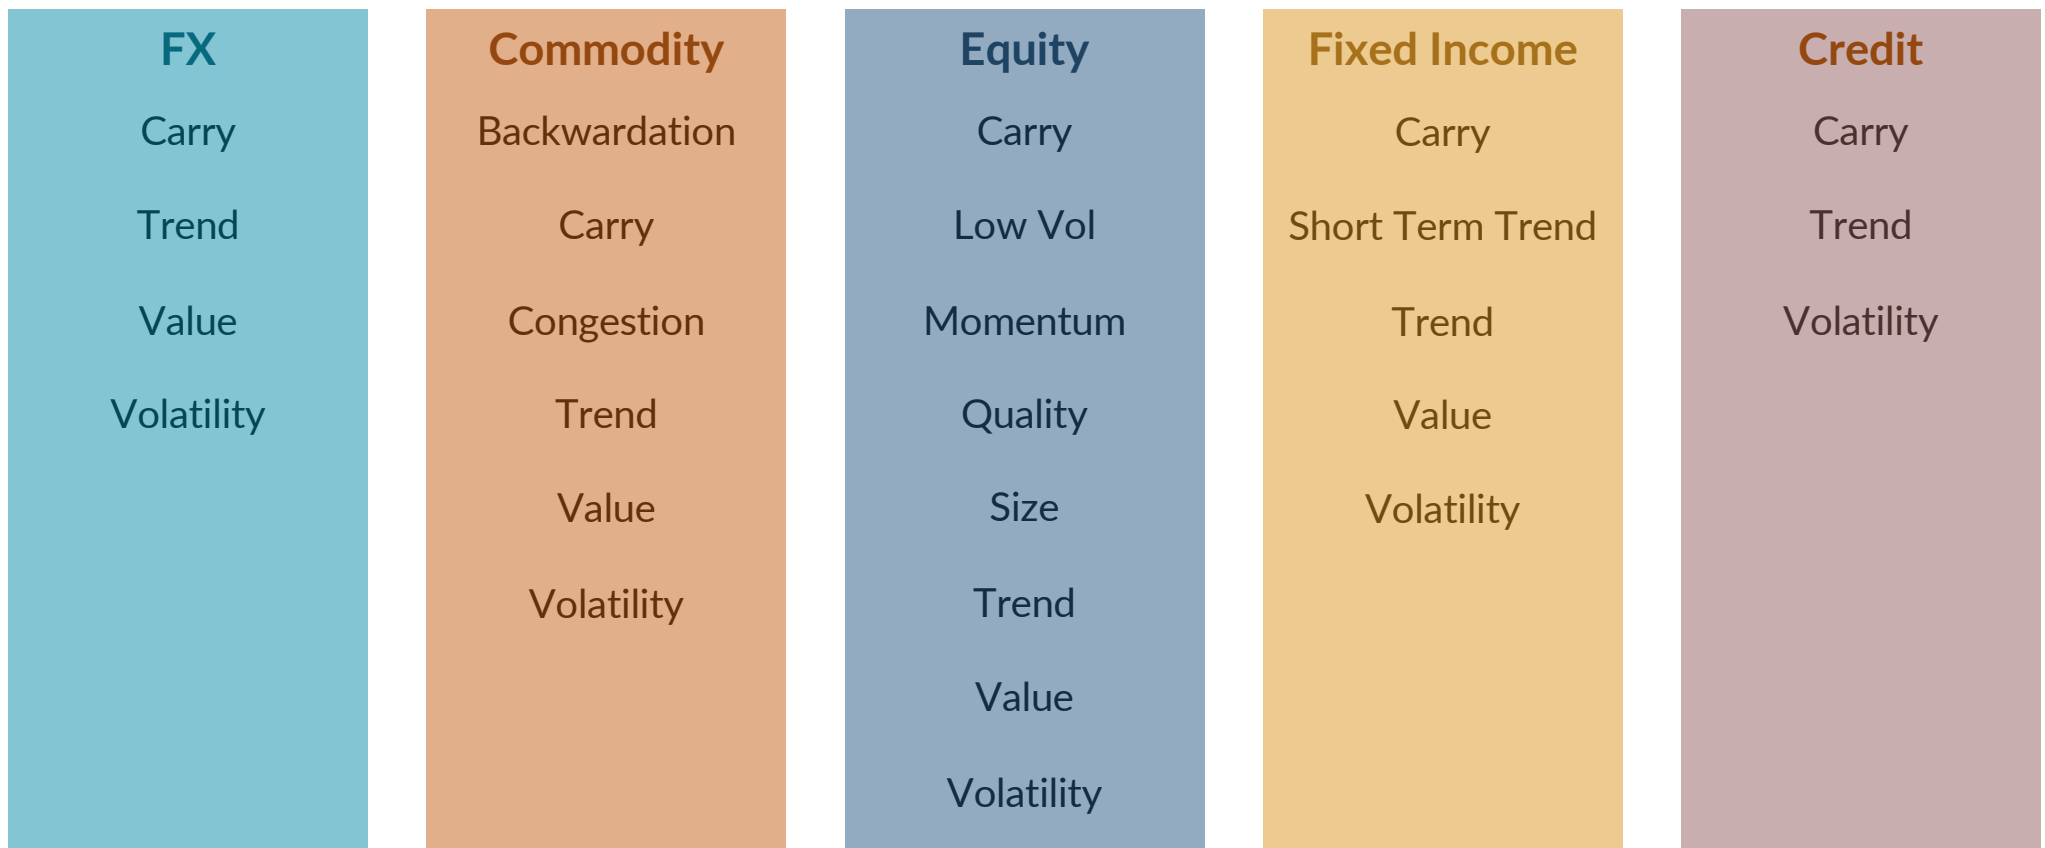 FX
Carry
Trend
Value
Volatility
Commodity
Backwardation
Carry
Congestion
Trend
Value
Volatility
Equity
Carry
Low Vol
Momentum
Quality
Size
Trend
Value
Volatility
Fixed Income
Carry
Short Term Trend
Trend
Value
Volatility
Credit
Carry
Trend
Volatility